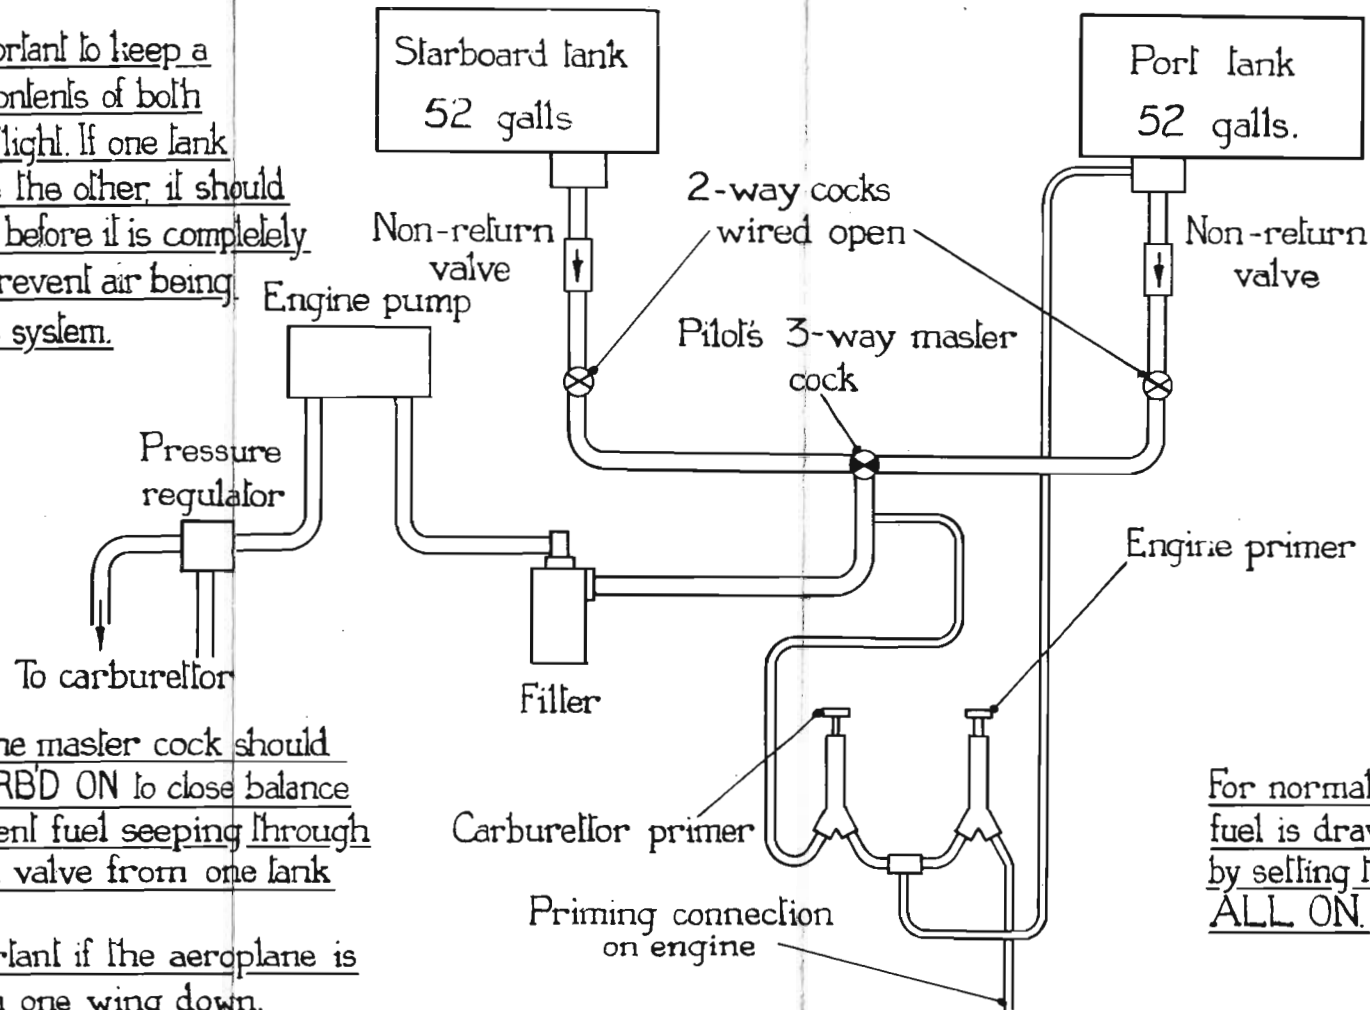 ortant to keep a
ontents of both
light. If one tank
the other, it should
before it is completely
revent air being
system.
Starboard tank
52 galls
Port tank
52 galls.
Non-return
valve
2-way cocks
wired open
Non-return
valve
Engine pump
Pilot's 3-way master
cock
Pressure
regulator
Engine primer
To carburettor
Filter
Carburettor primer
Priming connection
on engine
he master cock should
RB'D ON to close balance
ent fuel seeping through
valve from one tank
rtant if the aeroplane is
one wing down.
For normal
fuel is draw
by setting t
ALL ON.